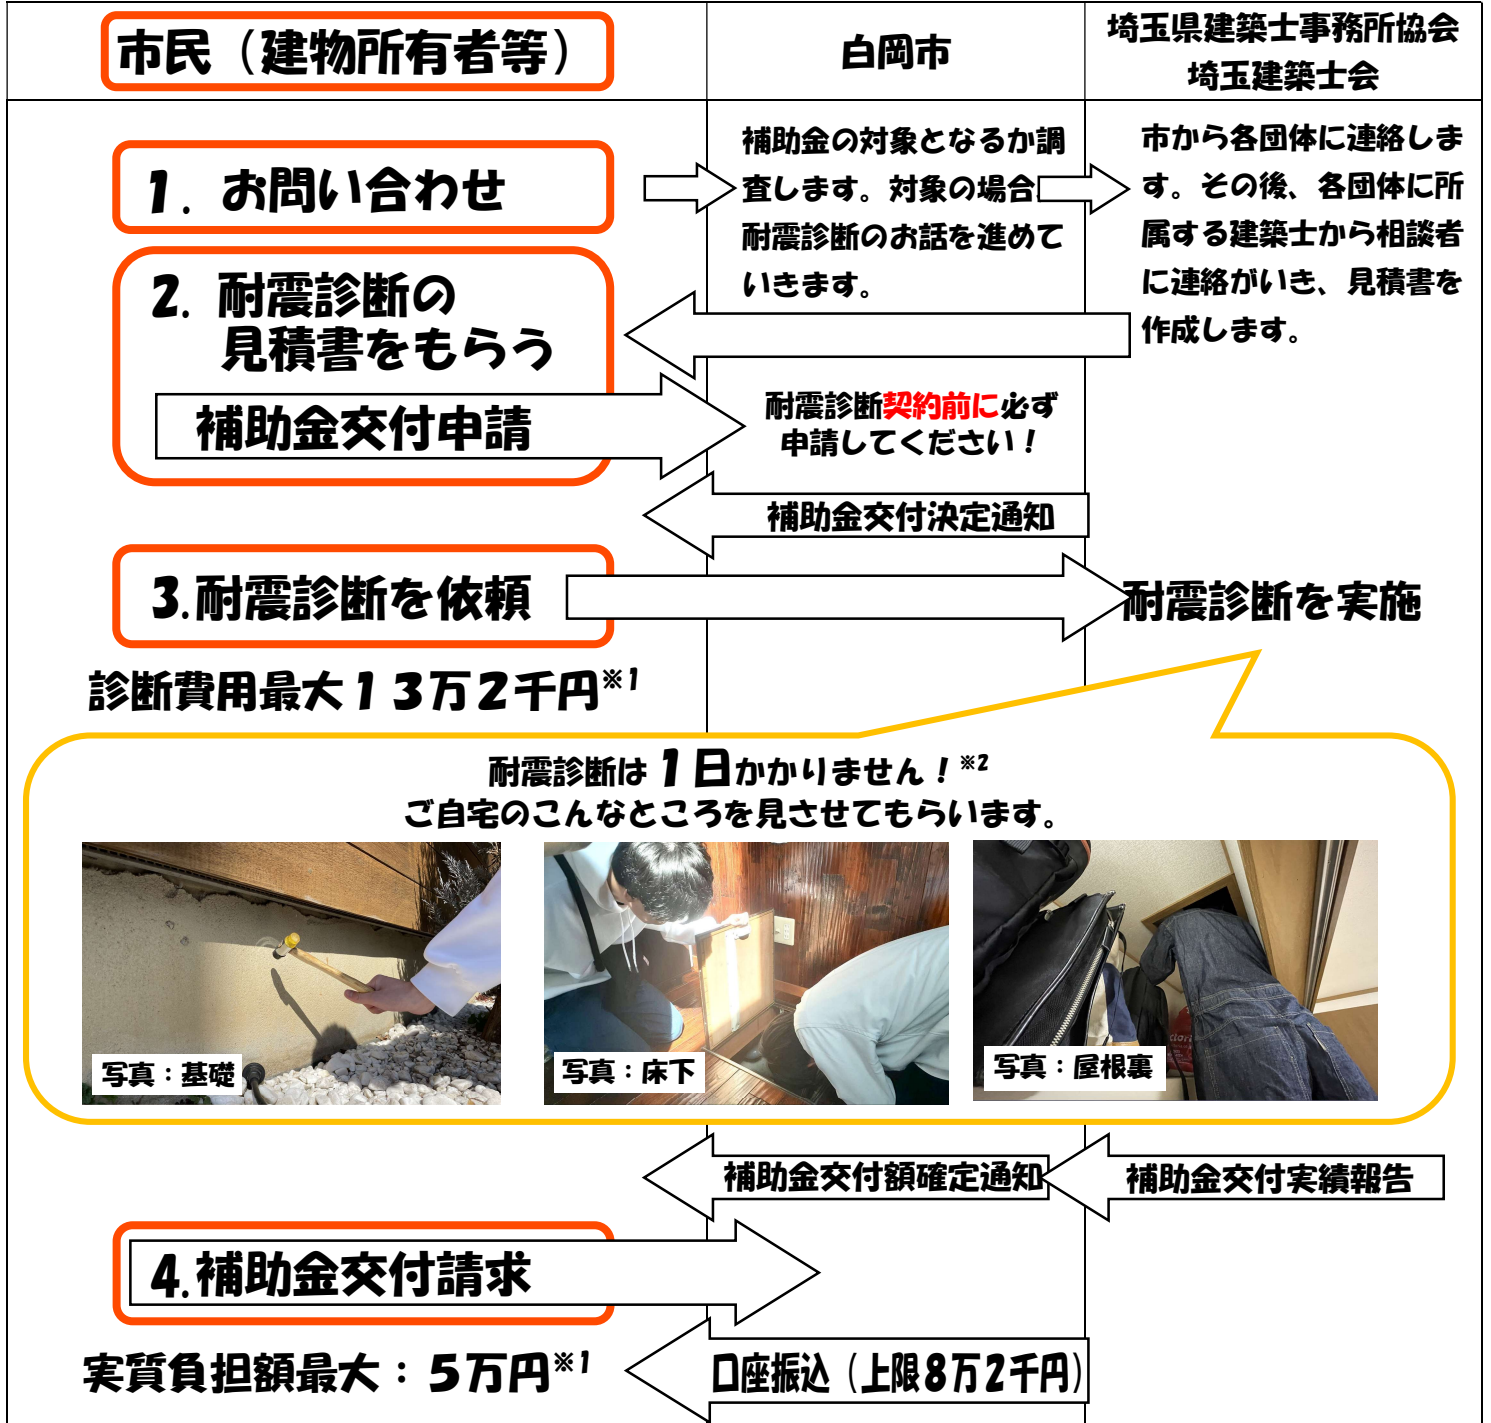 市民（建物所有者等）
白岡市
埼玉県建築士事務所協会
埼玉建築士会
1. お問い合わせ
補助金の対象となるか調
査します。対象の場合
耐震診断のお話を進めて
いきます。
市から各団体に連絡しま
す。その後、各団体に所
属する建築士から相談者
に連絡がいき、見積書を
作成します。
2. 耐震診断の
見積書をもらう
補助金交付申請
耐震診断契約前に必ず
申請してください！
補助金交付決定通知
3.耐震診断を依頼
耐震診断を実施
診断費用最大１３万２千円※1
耐震診断は１日かかりません！※2
ご自宅のこんなところを見させてもらいます。
写真：基礎
写真：床下
写真：屋根裏
補助金交付額確定通知
補助金交付実績報告
4.補助金交付請求
実質負担額最大：５万円※1
口座振込（上限８万２千円）